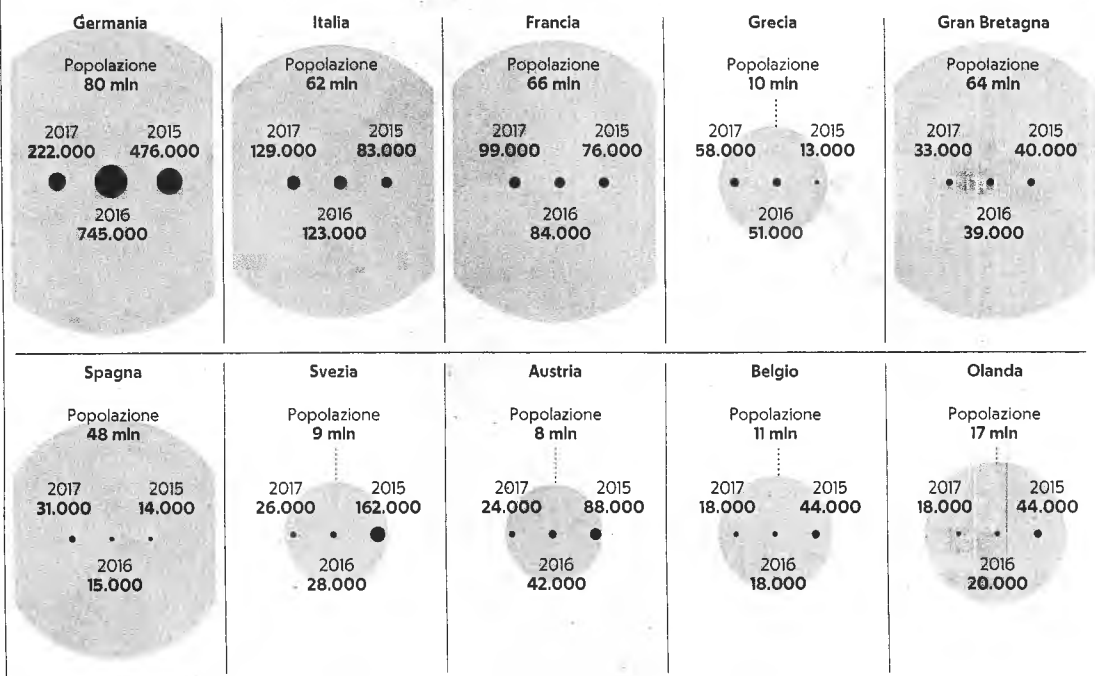 Germania
Popolazione
80 mln
2017 2015
222.000 476.000
2016
745.000
Italia
Popolazione
62 mln
2017 2015
129.000 83.000
2016
123.000
Francia
Popolazione
66 mln
2017 2015
99.000 76.000
2016
84.000
Grecia
Popolazione
10 mln
2017 2015
58.000 13.000
2016
51.000
Gran Bretagna
Popolazione
64 mln
2017 2015
33.000 40.000
2016
39.000
Spagna
Popolazione
48 mln
2017 2015
31.000 14.000
2016
15.000
Svezia
Popolazione
9 mln
2017 2015
26.000 162.000
2016
28.000
Austria
Popolazione
8 mln
2017 2015
24.000 88.000
2016
42.000
Belgio
Popolazione
11 mln
2017 2015
18.000 44.000
2016
18.000
Olanda
Popolazione
17 mln
2017 2015
18.000 44.000
2016
20.000